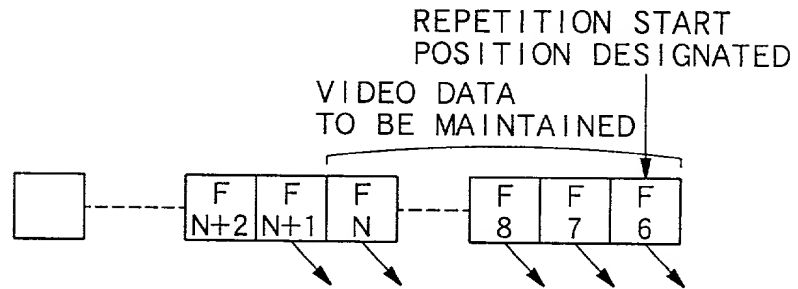 REPETITION START
POSITION DESIGNATED
VIDEO DATA
TO BE MAINTAINED
F F F F F F
N+2 N+1 N 8 7 6